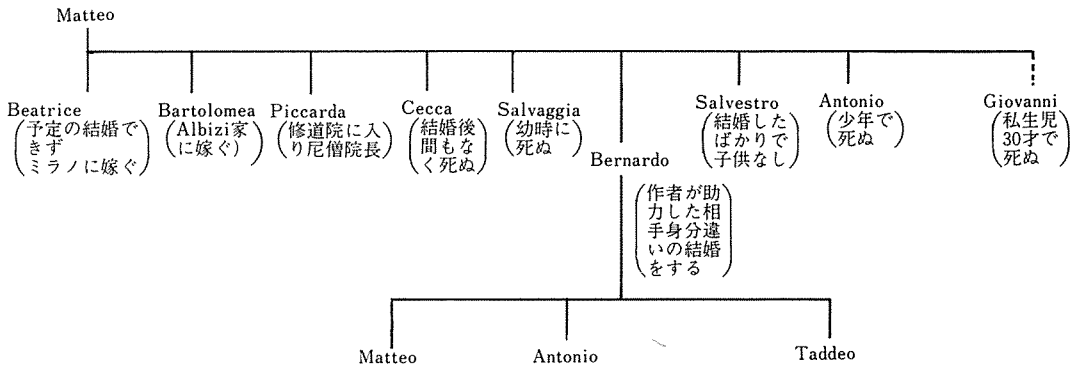 Matteo
Beatrice
(予定の結婚で
きず
ミラノに嫁ぐ)
Bartolomea
(Albizi家
に嫁ぐ)
Piccarda
(修道院に入
り尼僧院長)
Cecca
(結婚後
間もな
く死ぬ)
Salvaggia
(幼時に
死ぬ)
Bernardo
(作者が助
力した相
手身分違
いの結婚
をする)
Salvestro
(結婚した
ばかりで
子供なし)
Antonio
(少年で
死ぬ)
Giovanni
(私生児
30才で
死ぬ)
Matteo
Antonio
Taddeo